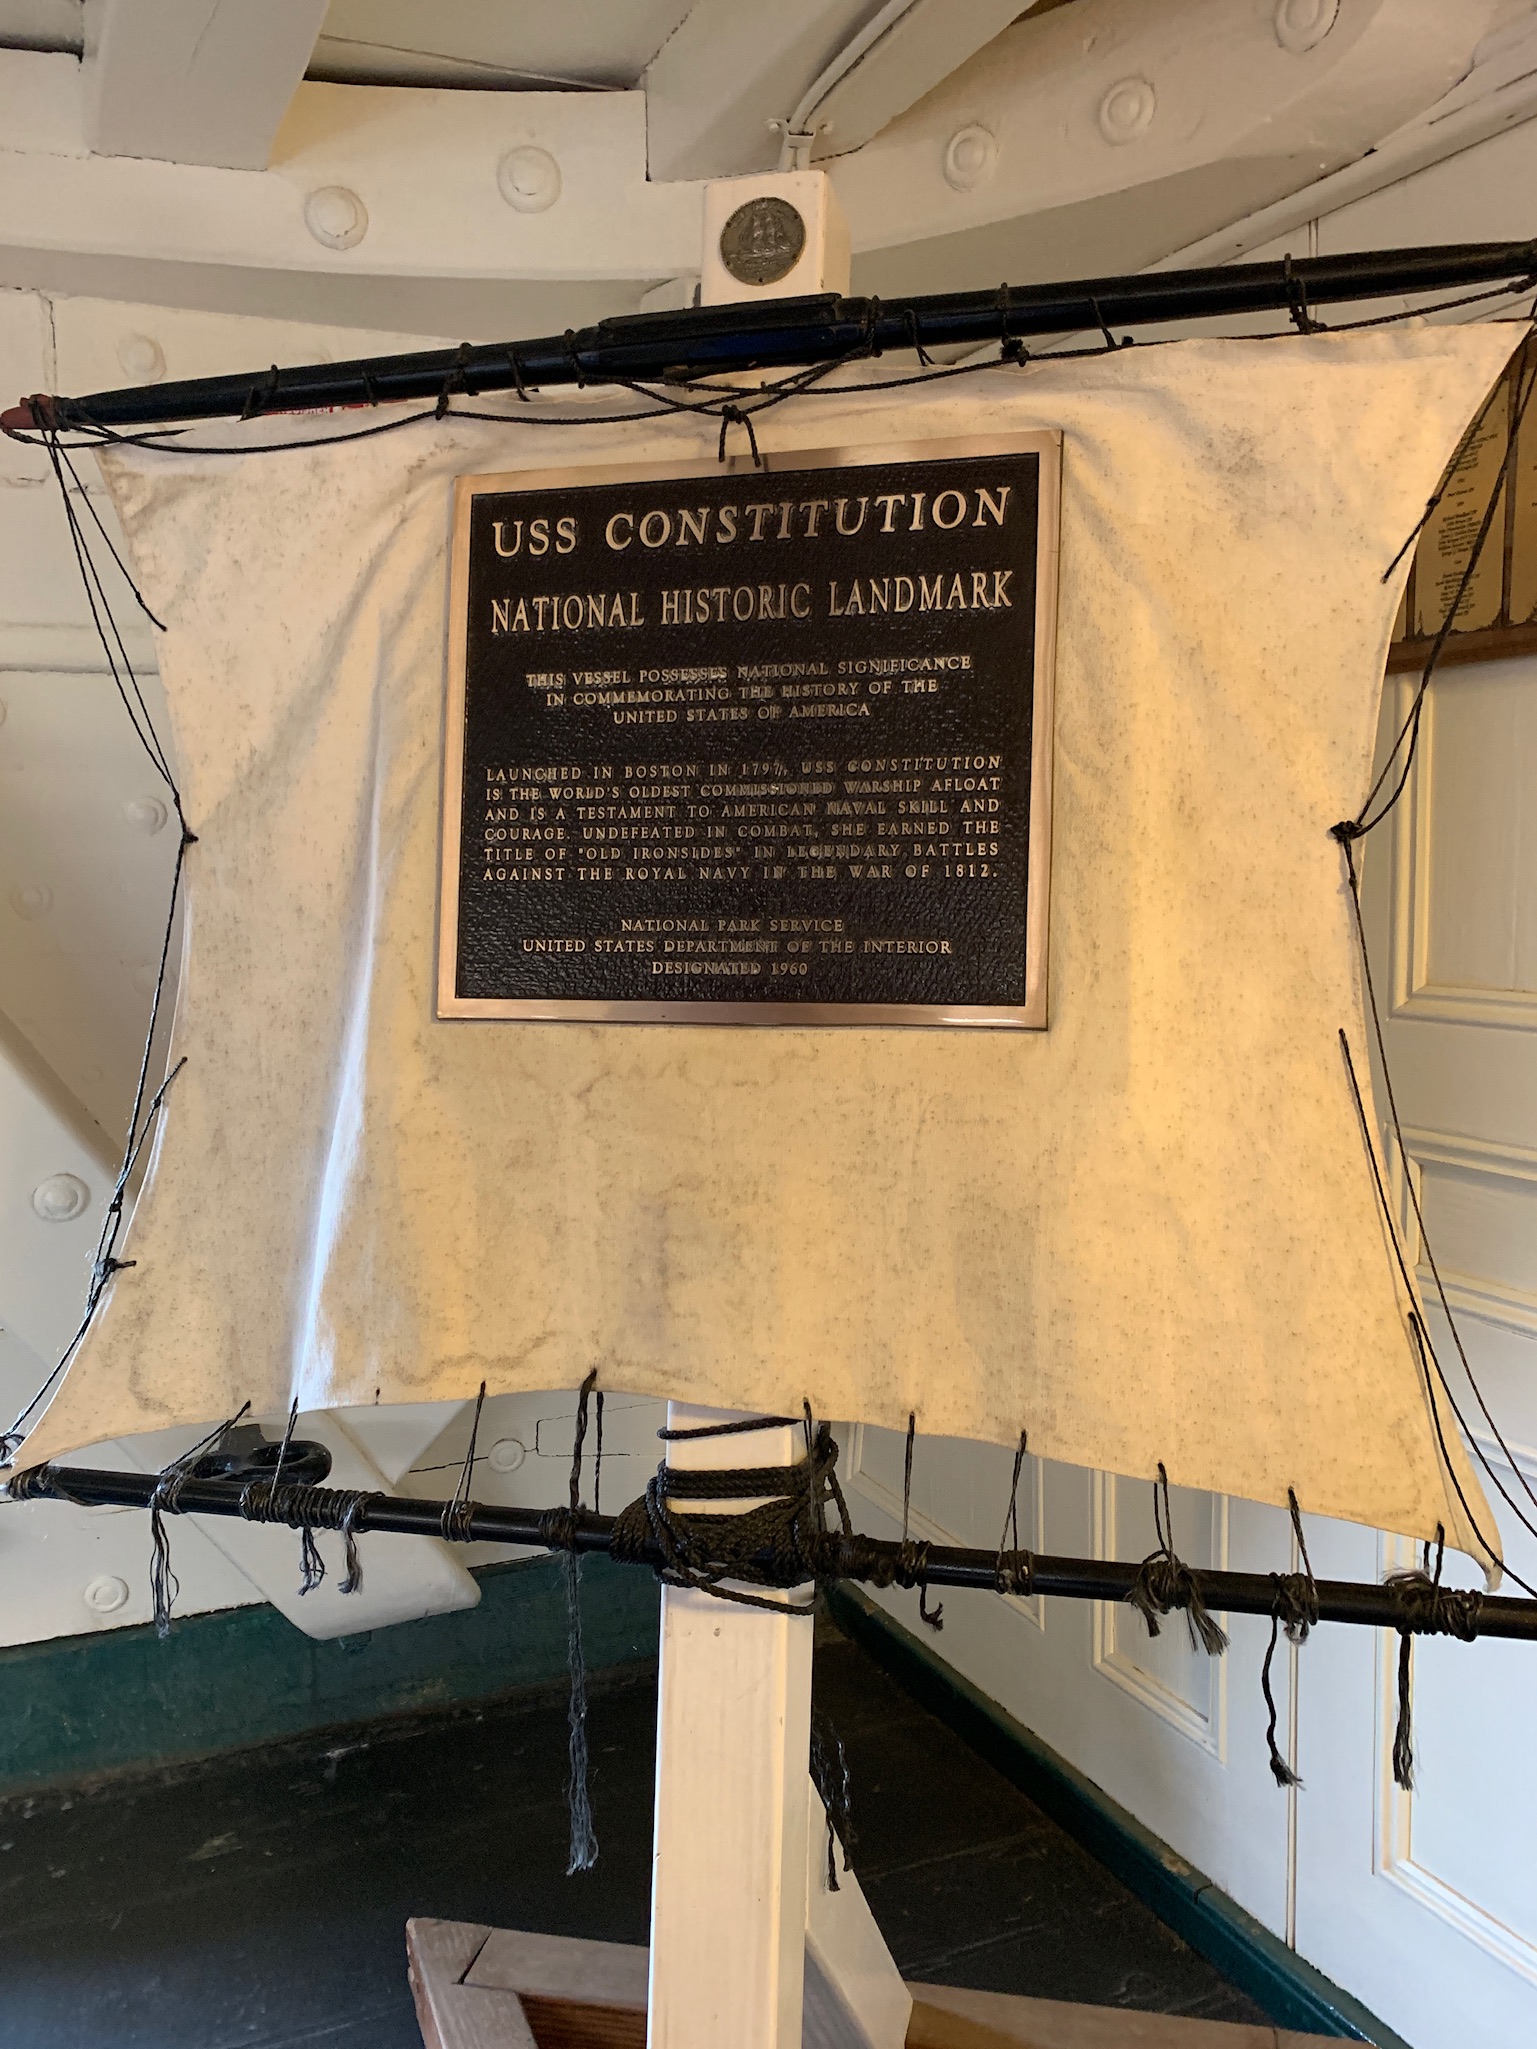 USS CONSTITUTION
NATIONAL HISTORIC LANDMARK
THIS VESSEL POSSESSES NATIONAL SIGNIFICANCE
IN COMMEMORATING THE HISTORY OF THE
UNITED STATES OF AMERICA
LAUNCHED IN BOSTON IN 1797, USS CONSTITUTION
IS THE WORLD'S OLDEST COMMISSIONED WARSHIP AFLOAT
AND IS A TESTAMENT TO AMERICAN NAVAL SKILL AND
COURAGE. UNDEFEATED IN COMBAT, SHE EARNED THE
TITLE OF "OLD IRONSIDES" IN LEGENDARY BATTLES
AGAINST THE ROYAL NAVY IN THE WAR OF 1812.
NATIONAL PARK SERVICE
UNITED STATES DEPARTMENT OF THE INTERIOR
DESIGNATED 1960